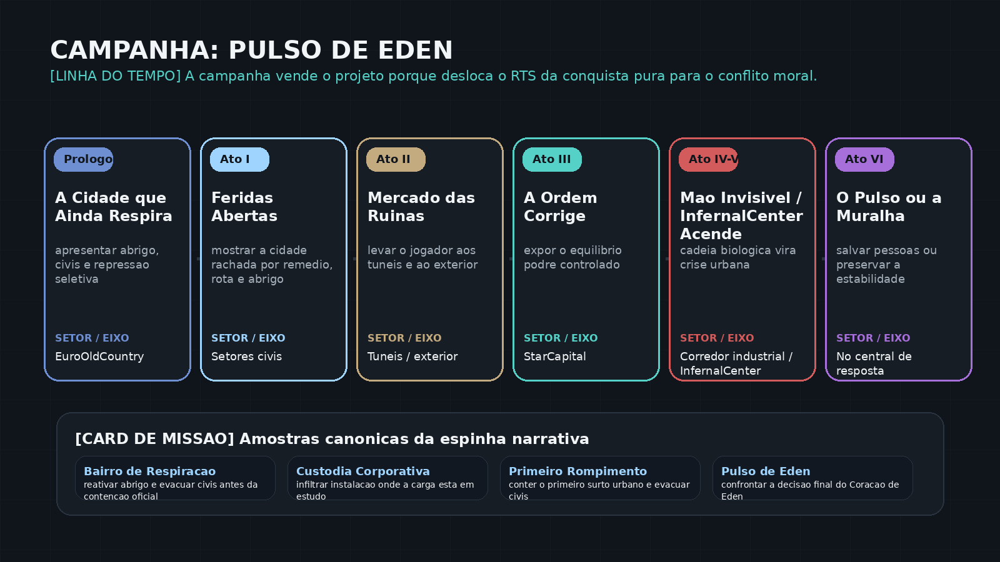 CAMPANHA: PULSO DE EDEN
[LINHA DO TEMPO] A campanha vende o projeto porque desloca o RTS da conquista pura para o conflito moral.
Prologo
A Cidade que
Ainda Respira
apresentar abrigo,
civis e repressao
seletiva
SETOR / EIXO
EuroOldCountry
Ato I
Feridas
Abertas
mostrar a cidade
rachada por remedio,
rota e abrigo
SETOR / EIXO
Setores civis
Ato II
Mercado das
Ruinas
levar o jogador aos
tuneis e ao exterior
SETOR / EIXO
Tuneis / exterior
Ato III
A Ordem
Corrige
expor o equilibrio
podre controlado
SETOR / EIXO
StarCapital
Ato IV-V
Mao Invisivel /
InfernalCenter
Acende
cadeia biologica vira
crise urbana
SETOR / EIXO
Corredor industrial /
InfernalCenter
Ato VI
O Pulso ou a
Muralha
salvar pessoas ou
preservar a
estabilidade
SETOR / EIXO
No central de
resposta
[CARD DE MISSAO] Amostras canonicas da espinha narrativa
Bairro de Respiracao
reativar abrigo e evacuar civis antes da
contencao oficial
Custodia Corporativa
infiltrar instalacao onde a carga esta em
estudo
Primeiro Rompimento
conter o primeiro surto urbano e evacuar
civis
Pulso de Eden
confrontar a decisao final do Coracao de
Eden